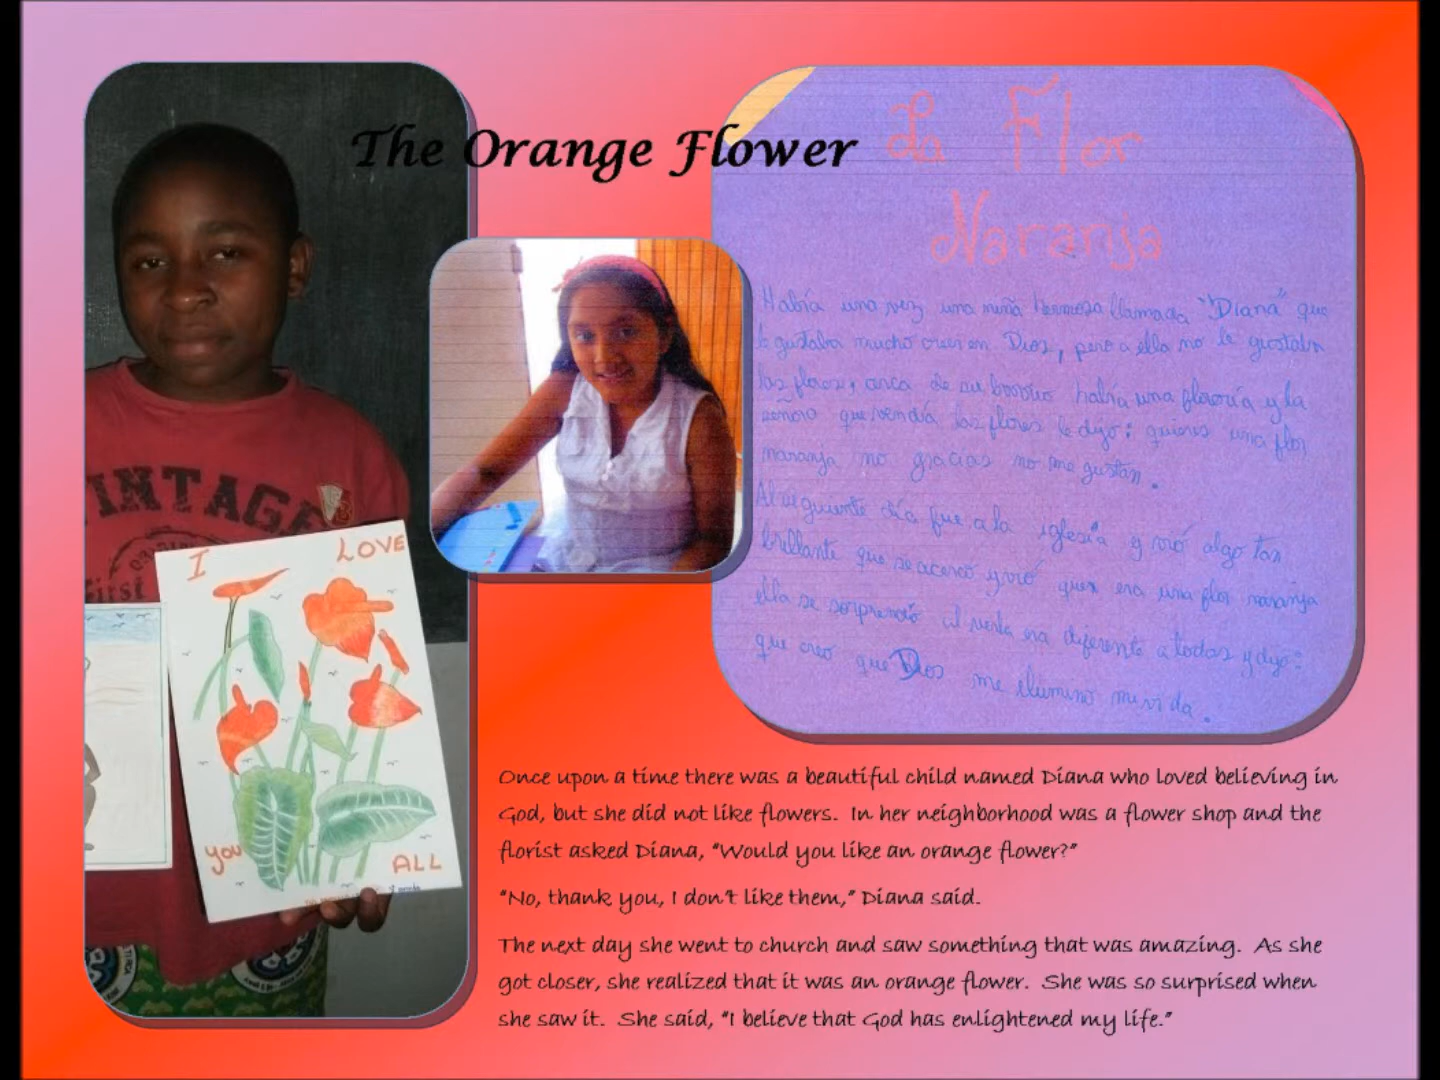 The Orange Flower
La Flor
Naranja
Había una vez una niña hermosa llamada "Diana" que
le gustaba mucho creer en Dios, pero a ella no le gustaba
las flores, cerca de su barrio había una florería y la
señora que vendía las flores le dijo: quieres una flor
naranja no gracias no me gustan.
Al siguiente día fue a la iglesia y vió algo tan
brillante que se acercó y vió que era una flor naranja
ella se sorprendió al verla era diferente a todas y dijo:
que creo que Dios me ilumino mi vida.
VINTAGE
First
I LOVE
you ALL
Once upon a time there was a beautiful child named Diana who loved believing in
God, but she did not like flowers. In her neighborhood was a flower shop and the
florist asked Diana, "Would you like an orange flower?"
"No, thank you, I don't like them," Diana said.
The next day she went to church and saw something that was amazing. As she
got closer, she realized that it was an orange flower. She was so surprised when
she saw it. She said, "I believe that God has enlightened my life."